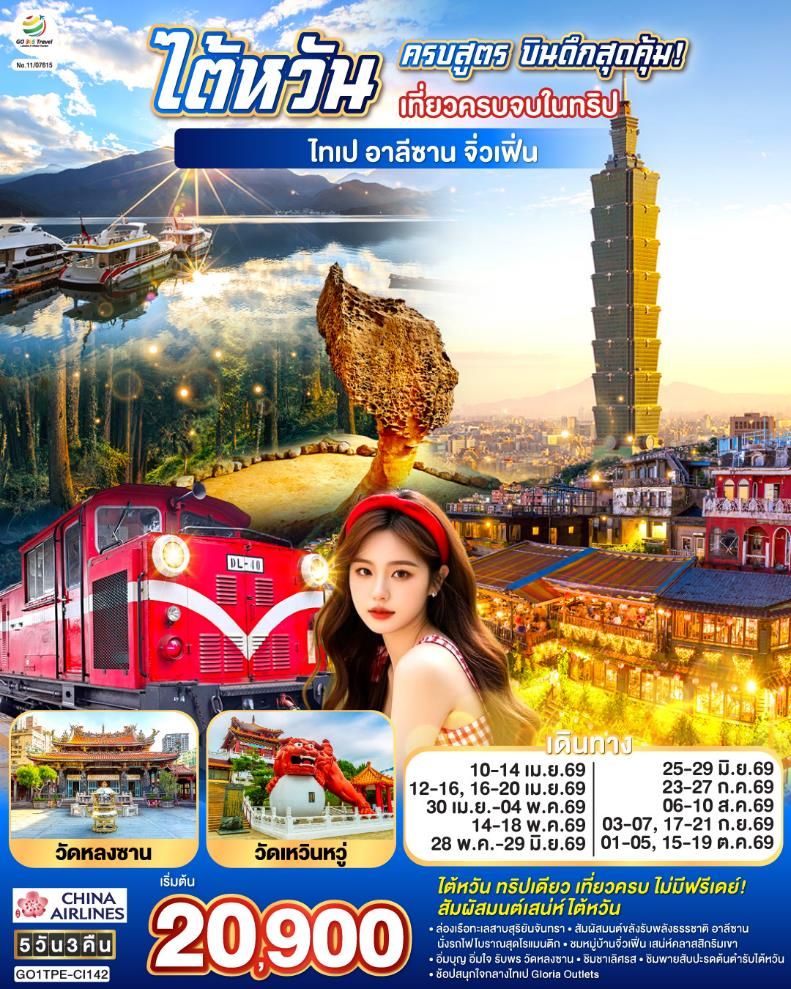 GO 365 Travel
No.11/07615
ไต้หวัน
ครบสูตร บินดึกสุดคุ้ม!
เที่ยวครบจบในทริป
ไทเป อาลีซาน จิ่วเฟิ่น
DL-40
วัดหลงซาน
วัดเหวินหวู่
เดินทาง
10-14 เม.ย.69
12-16, 16-20 เม.ย.69
30 เม.ย.-04 พ.ค.69
14-18 พ.ค.69
28 พ.ค.-29 มิ.ย.69
25-29 มิ.ย.69
23-27 ก.ค.69
06-10 ส.ค.69
03-07, 17-21 ก.ย.69
01-05, 15-19 ต.ค.69
CHINA AIRLINES
5วัน3คืน
GO1TPE-CI142
เริ่มต้น
20,900
ไต้หวัน ทริปเดียว เที่ยวครบ ไม่มีฟรีเดย์!
สัมผัสมนต์เสน่ห์ ไต้หวัน
• ล่องเรือทะเลสาบสุริยันจันทรา • สัมผัสมนต์ขลังรับพลังธรรชาติ อาลีซาน
นั่งรถไฟโบราณสุดโรแมนติก • ชมหมู่บ้านจิ่วเฟิ่น เสน่ห์คลาสสิกริมเขา
• อิ่มบุญ อิ่มใจ รับพร วัดหลงซาน • ชิมชาเลิศรส • ชิมพายสับปะรดต้นตำรับไต้หวัน
• ช้อปสนุกใจกลางไทเป Gloria Outlets